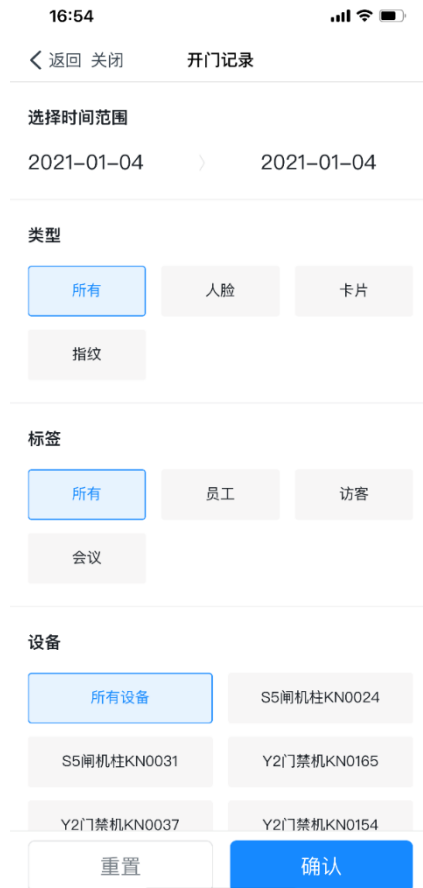 16:54
返回 关闭 开门记录
选择时间范围
2021-01-04 〉 2021-01-04
类型
所有 人脸 卡片
指纹
标签
所有 员工 访客
会议
设备
所有设备 S5闸机柱KN0024
S5闸机柱KN0031 Y2门禁机KN0165
Y2门禁机KN0037 Y2门禁机KN0154
重置 确认